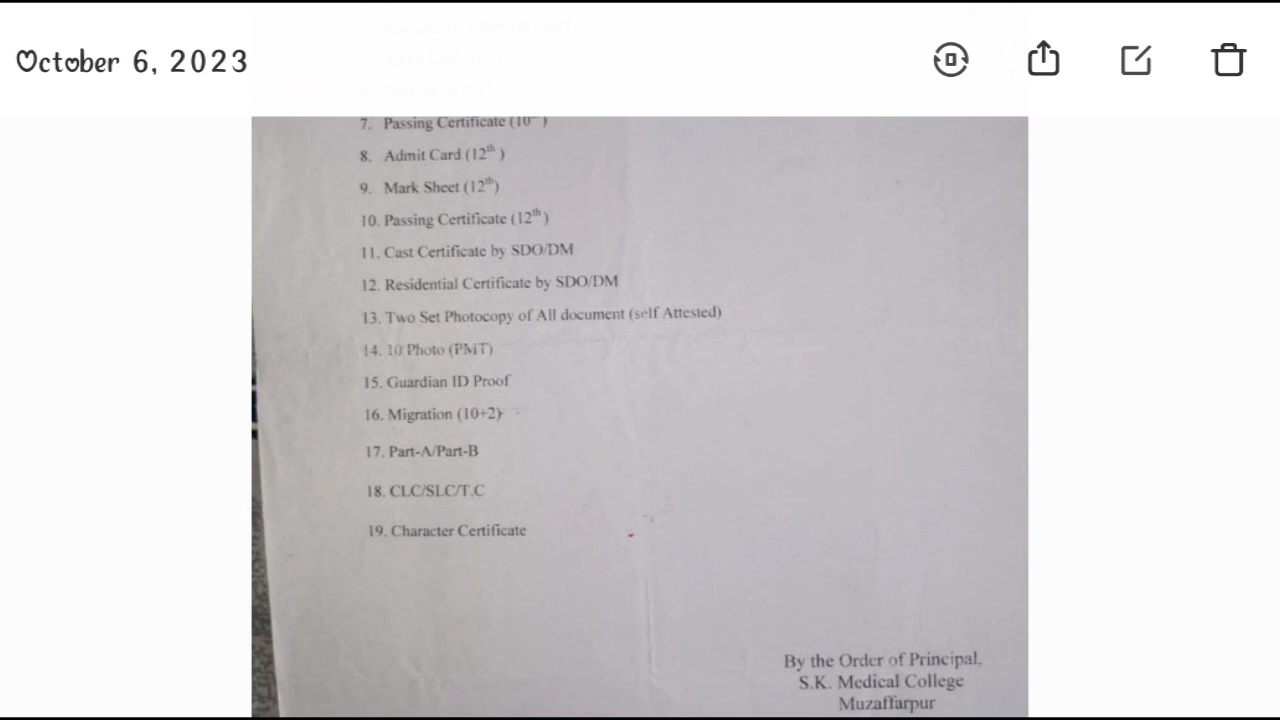 October 6, 2023
7. Passing Certificate (10th)
8. Admit Card (12th)
9. Mark Sheet (12th)
10. Passing Certificate (12th)
11. Cast Certificate by SDO/DM
12. Residential Certificate by SDO/DM
13. Two Set Photocopy of All document (self Attested)
14. 10 Photo (PMT)
15. Guardian ID Proof
16. Migration (10+2)
17. Part-A/Part-B
18. CLC/SLC/T.C
19. Character Certificate
By the Order of Principal,
S.K. Medical College
Muzaffarpur